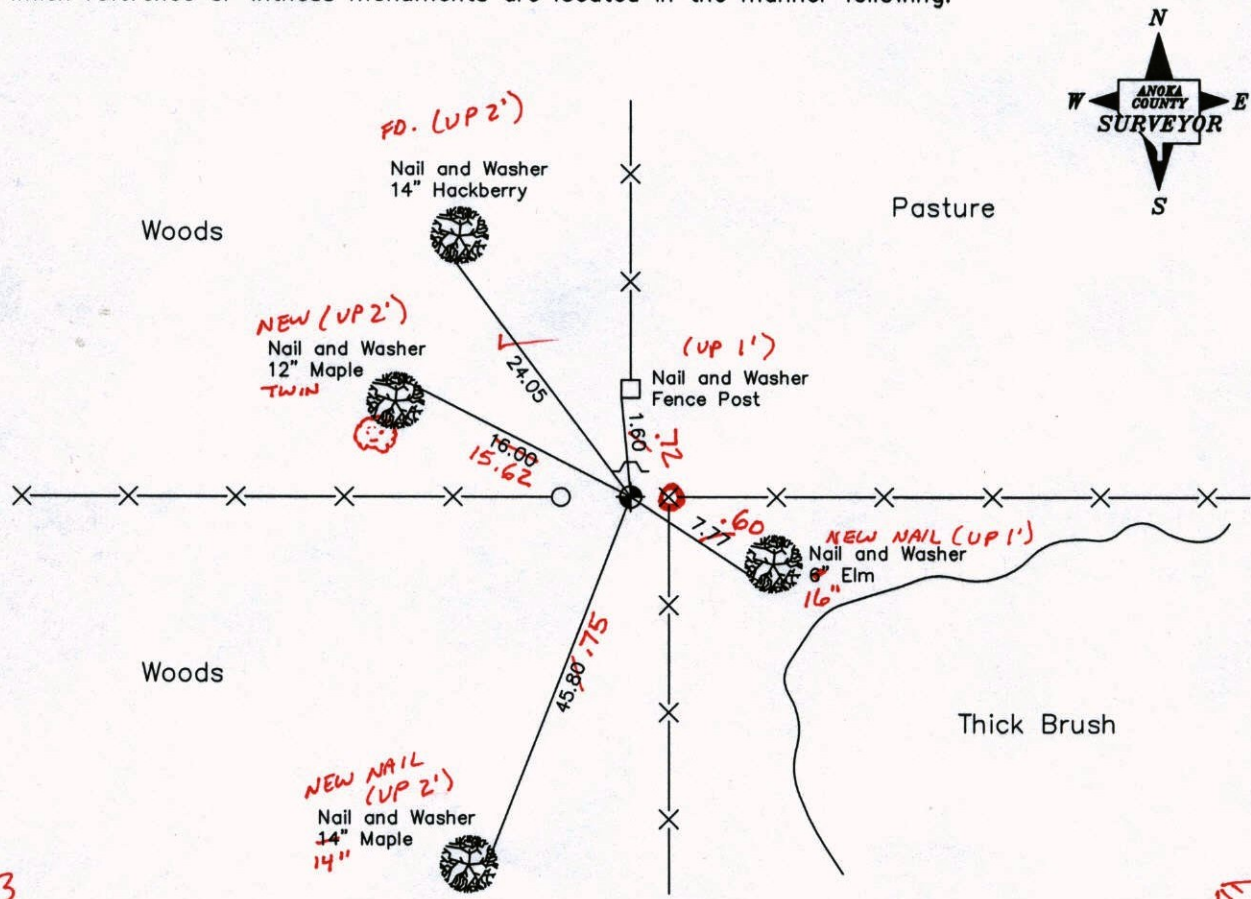 N
W
ANOKA
COUNTY
E
SURVEYOR
S
FD. (UP 2')
Nail and Washer
14" Hackberry
Woods
Pasture
NEW (UP 2')
Nail and Washer
12" Maple
TWIN
24.05
(UP 1')
Nail and Washer
Fence Post
1.60
.72
16.00
15.62
7.77
.60
NEW NAIL (UP 1')
Nail and Washer
6" Elm
16"
45.80
.75
Woods
Thick Brush
NEW NAIL
(UP 2')
Nail and Washer
14" Maple
14"
3